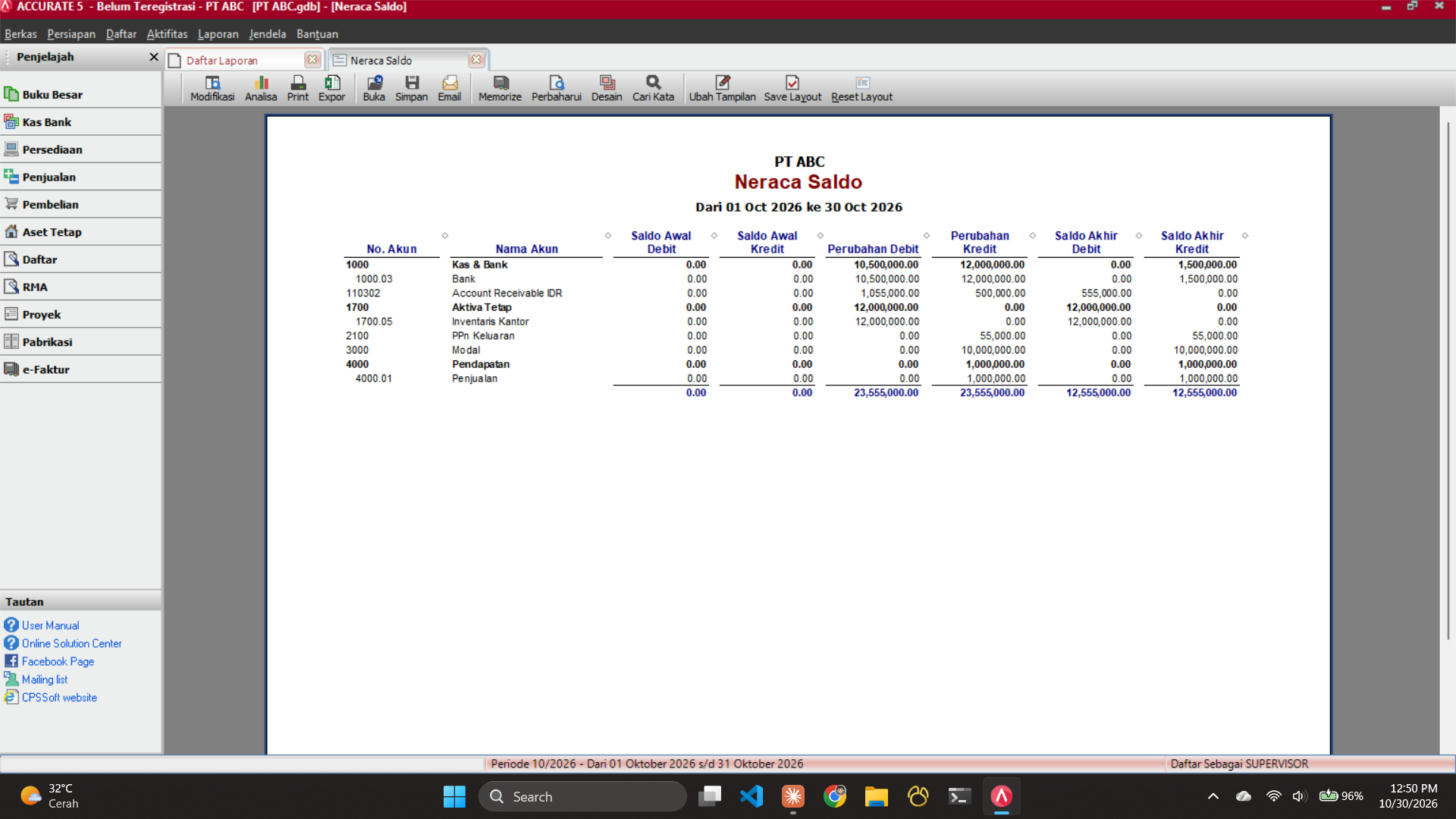 ACCURATE 5 - Belum Teregistrasi - PT ABC [PT ABC.gdb] - [Neraca Saldo]
Berkas Persiapan Daftar Aktifitas Laporan Jendela Bantuan
Penjelajah
Daftar Laporan
Neraca Saldo
Modifikasi Analisa Print Expor Buka Simpan Email Memorize Perbaharui Desain Cari Kata Ubah Tampilan Save Layout Reset Layout
Buku Besar
Kas Bank
Persediaan
Penjualan
Pembelian
Aset Tetap
Daftar
RMA
Proyek
Pabrikasi
e-Faktur
Tautan
User Manual
Online Solution Center
Facebook Page
Mailing list
CPSSoft website
PT ABC
Neraca Saldo
Dari 01 Oct 2026 ke 30 Oct 2026
No. Akun Nama Akun Saldo Awal Debit Saldo Awal Kredit Perubahan Debit Perubahan Kredit Saldo Akhir Debit Saldo Akhir Kredit
1000 Kas & Bank 0.00 0.00 10,500,000.00 12,000,000.00 0.00 1,500,000.00
1000.03 Bank 0.00 0.00 10,500,000.00 12,000,000.00 0.00 1,500,000.00
110302 Account Receivable IDR 0.00 0.00 1,055,000.00 500,000.00 555,000.00 0.00
1700 Aktiva Tetap 0.00 0.00 12,000,000.00 0.00 12,000,000.00 0.00
1700.05 Inventaris Kantor 0.00 0.00 12,000,000.00 0.00 12,000,000.00 0.00
2100 PPn Keluaran 0.00 0.00 0.00 55,000.00 0.00 55,000.00
3000 Modal 0.00 0.00 0.00 10,000,000.00 0.00 10,000,000.00
4000 Pendapatan 0.00 0.00 0.00 1,000,000.00 0.00 1,000,000.00
4000.01 Penjualan 0.00 0.00 0.00 1,000,000.00 0.00 1,000,000.00
0.00 0.00 23,555,000.00 23,555,000.00 12,555,000.00 12,555,000.00
Periode 10/2026 - Dari 01 Oktober 2026 s/d 31 Oktober 2026
Daftar Sebagai SUPERVISOR
32°C
Cerah
Search
96%
12:50 PM
10/30/2026